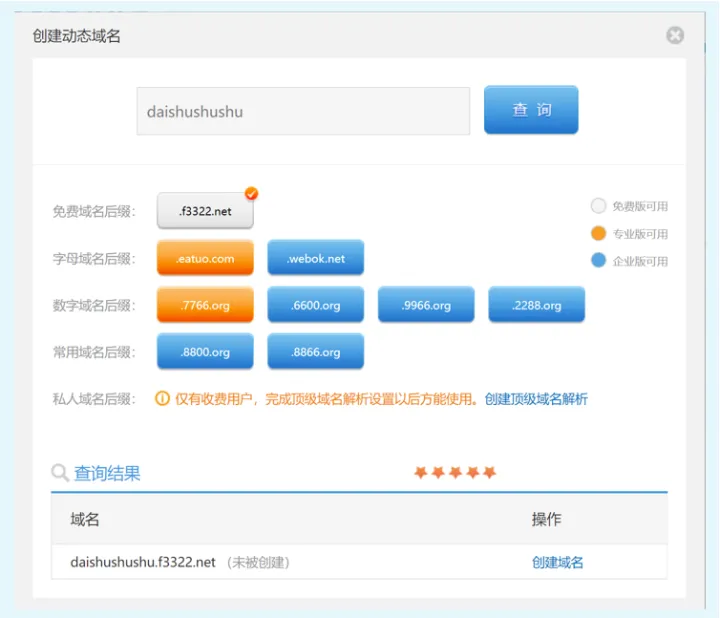 创建动态域名
daishushushu 查 询
免费域名后缀: .f3322.net 免费版可用
专业版可用
字母域名后缀: .eatuo.com .webok.net 企业版可用
数字域名后缀: .7766.org .6600.org .9966.org .2288.org
常用域名后缀: .8800.org .8866.org
私人域名后缀: 仅有收费用户，完成顶级域名解析设置以后方能使用。创建顶级域名解析
查询结果
域名 操作
daishushushu.f3322.net （未被创建） 创建域名